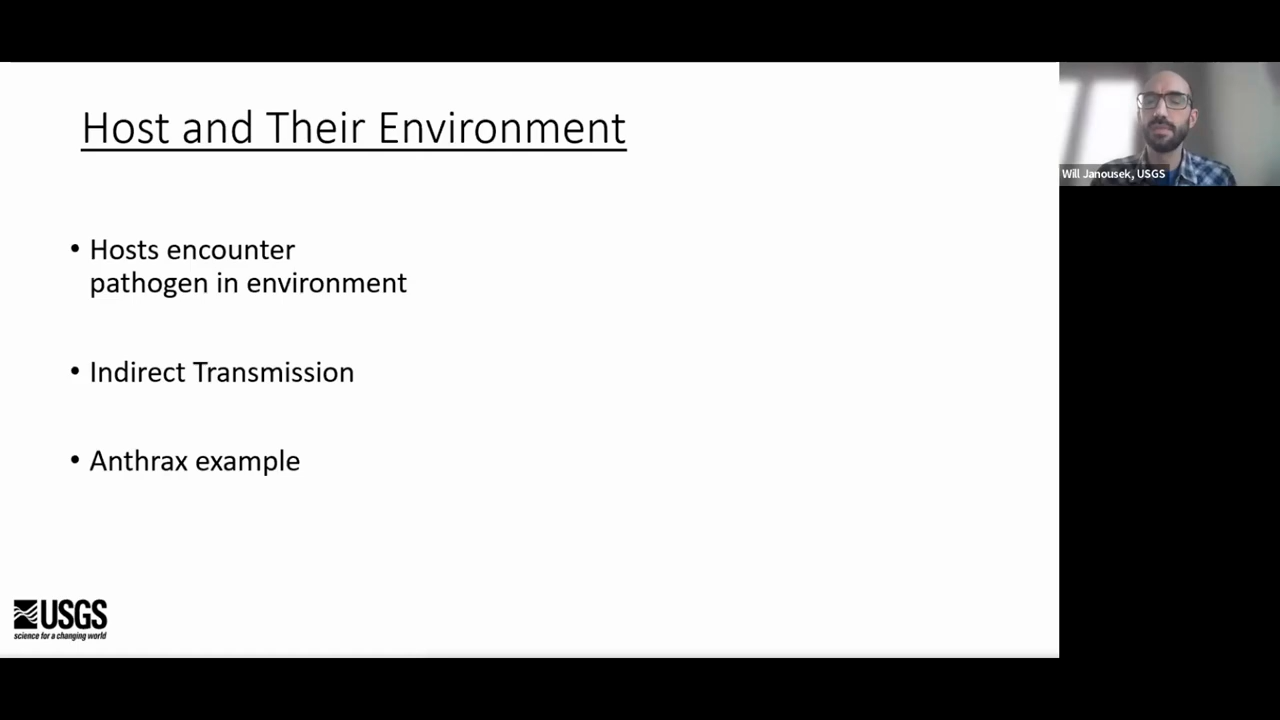 Host and Their Environment
• Hosts encounter
pathogen in environment
• Indirect Transmission
• Anthrax example
USGS
science for a changing world
Will Janousek, USGS